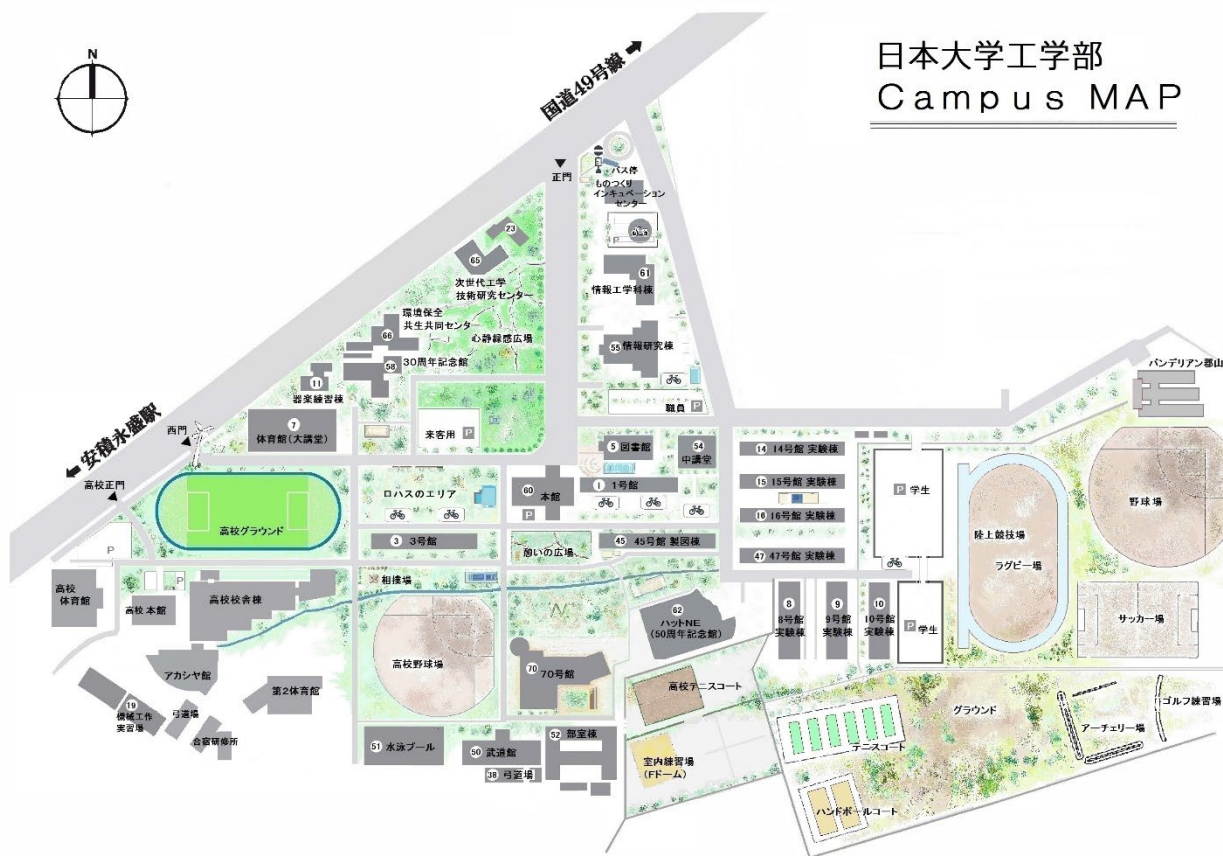 日本大学工学部
Campus MAP
N
国道49号線
正門
バス停
ものつくり
インキュベーション
センター
P
23
65
次世代工学
技術研究センター
61
情報工学科棟
環境保全
共生共同センター
66
心静緑感広場
55 情報研究棟
58 30周年記念館
11
器楽練習棟
職員 P
バンデリアン郡山
安積永盛駅
西門
7
体育館(大講堂)
来客用 P
5 図書館
54
中講堂
14 14号館 実験棟
高校正門
ロハスのエリア
60 本館
P
1 1号館
15 15号館 実験棟
16 16号館 実験棟
P 学生
野球場
高校グラウンド
3 3号館
憩いの広場
45 45号館 製図棟
47 47号館 実験棟
陸上競技場
ラグビー場
P
高校
体育館
高校 本館
P
高校校舎棟
相撲場
62
ハットNE
(50周年記念館)
8
8号館
実験棟
9
9号館
実験棟
10
10号館
実験棟
P 学生
サッカー場
アカシヤ館
高校野球場
70
70号館
高校テニスコート
19
機械工作
実習場
弓道場
合宿研修所
第2体育館
グラウンド
ゴルフ練習場
アーチェリー場
テニスコート
51 水泳プール
50 武道館
52 部室棟
38 弓道場
室内練習場
(Fドーム)
ハンドボールコート